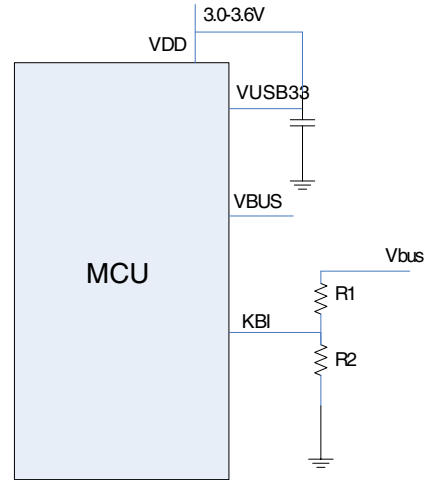 3.0-3.6V
VDD
VUSB33
VBUS
Vbus
MCU
R1
KBI
R2